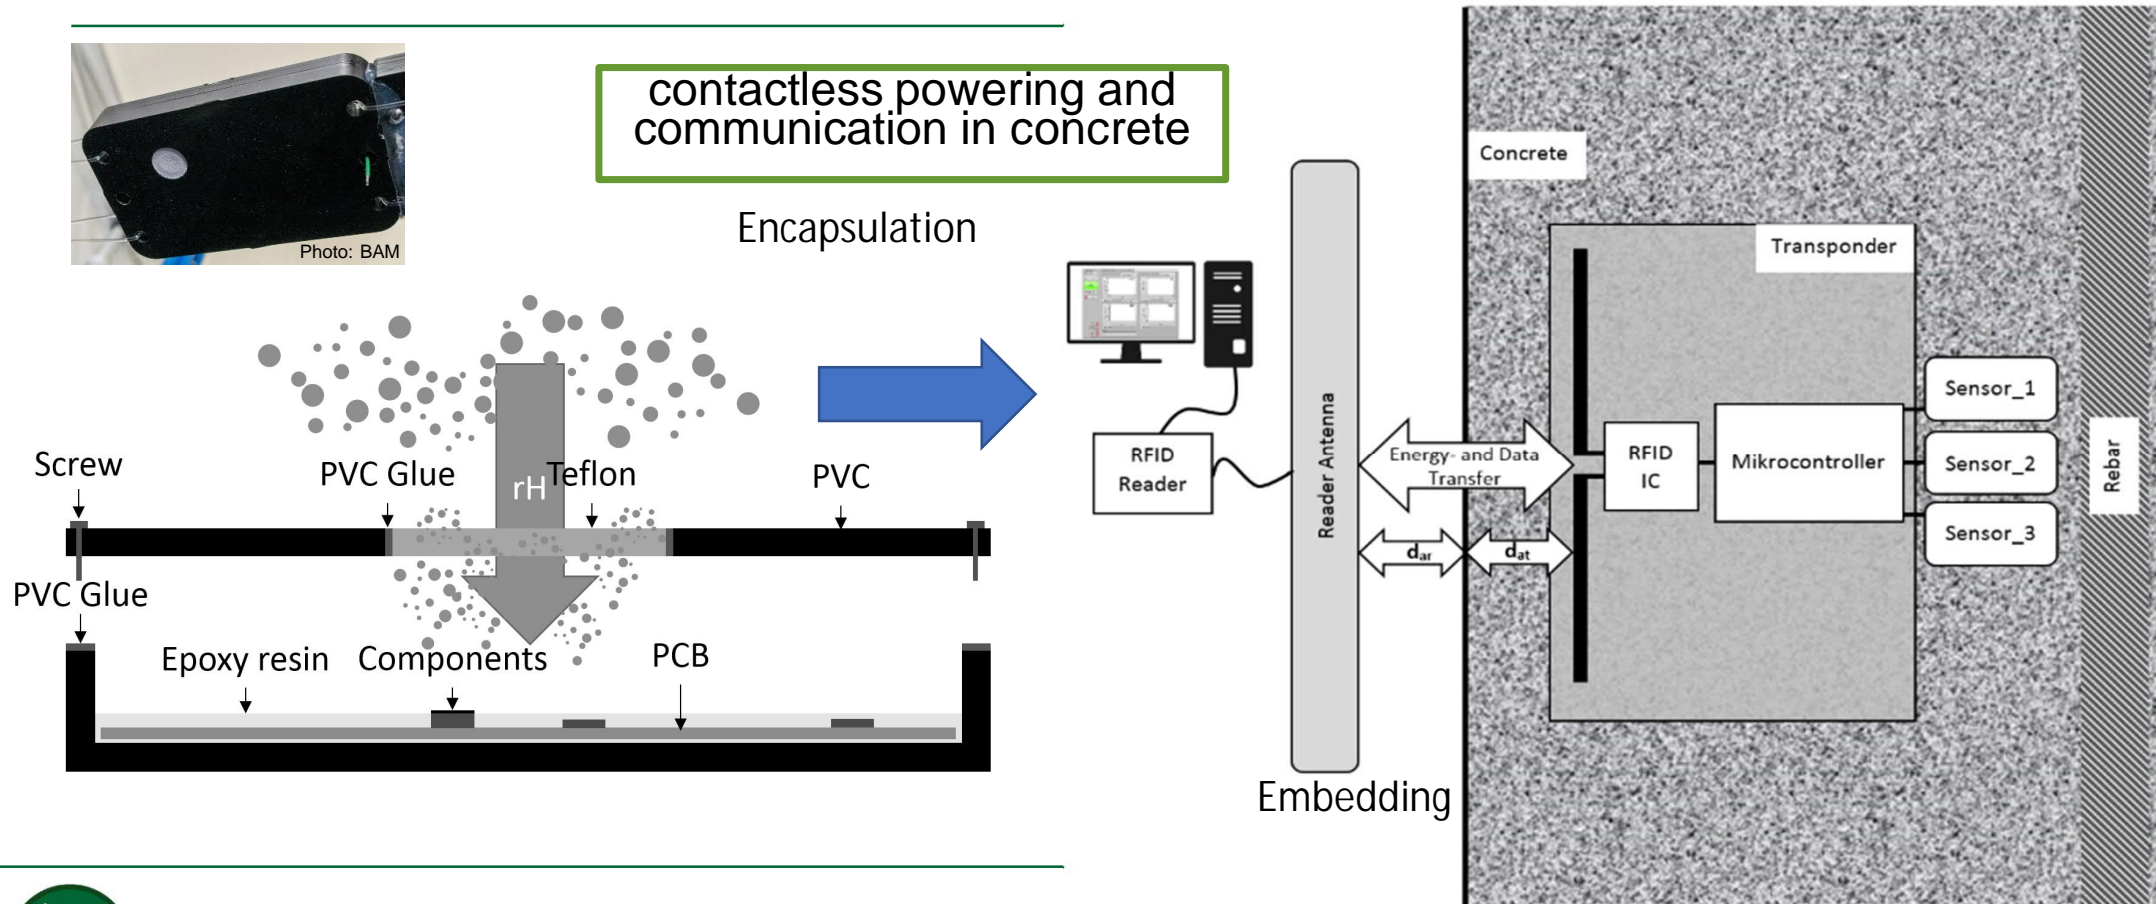 contactless powering and
communication in concrete
Photo: BAM
Encapsulation
Screw
PVC Glue
rH
Teflon
PVC
PVC Glue
Epoxy resin
Components
PCB
RFID
Reader
Reader Antenna
Embedding
Concrete
Transponder
Energy- and Data
Transfer
dar
dat
RFID
IC
Mikrocontroller
Sensor_1
Sensor_2
Sensor_3
Rebar